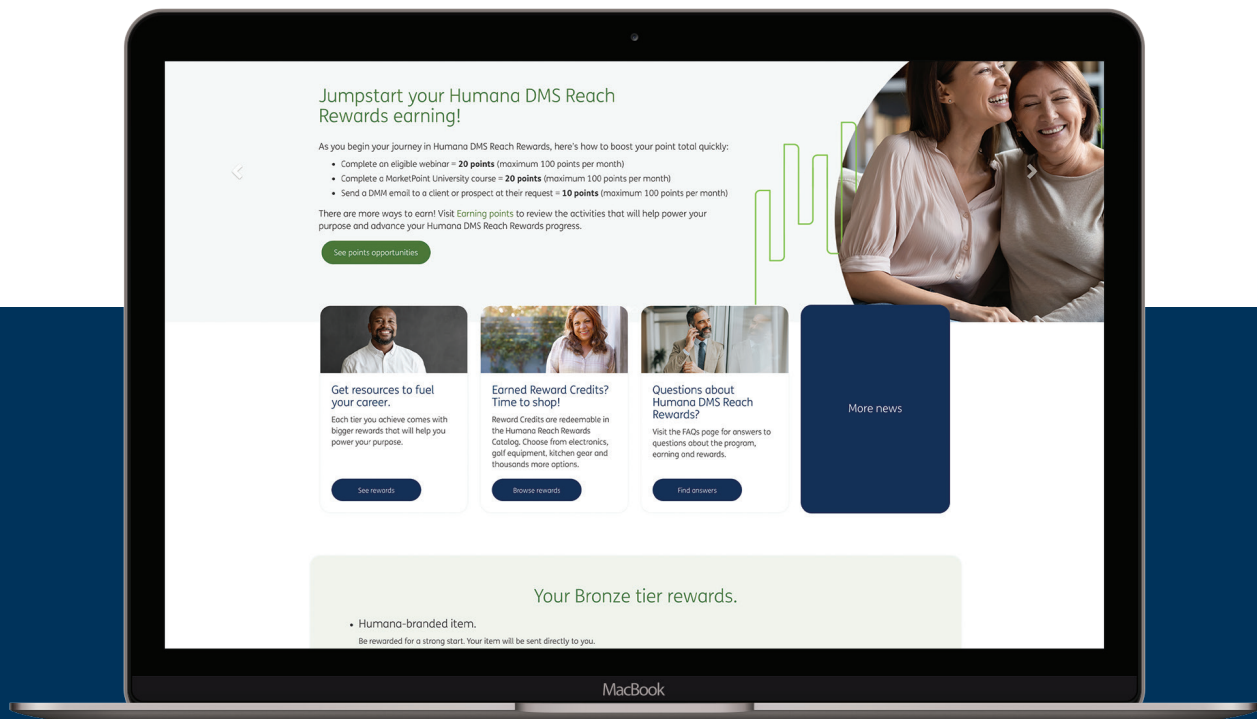 Jumpstart your Humana DMS Reach
Rewards earning!
As you begin your journey in Humana DMS Reach Rewards, here's how to boost your point total quickly:
• Complete an eligible webinar = 20 points (maximum 100 points per month)
• Complete a MarketPoint University course = 20 points (maximum 100 points per month)
• Send a DMM email to a client or prospect at their request = 10 points (maximum 100 points per month)
There are more ways to earn! Visit Earning points to review the activities that will help power your
purpose and advance your Humana DMS Reach Rewards progress.
See points opportunities
Get resources to fuel
your career.
Each tier you achieve comes with
bigger rewards that will help you
power your purpose.
See rewards
Earned Reward Credits?
Time to shop!
Reward Credits are redeemable in
the Humana Reach Rewards
Catalog. Choose from electronics,
golf equipment, kitchen gear and
thousands more options.
Browse rewards
Questions about
Humana DMS Reach
Rewards?
Visit the FAQs page for answers to
questions about the program,
earning and rewards.
Find answers
More news
Your Bronze tier rewards.
• Humana-branded item.
Be rewarded for a strong start. Your item will be sent directly to you.
MacBook